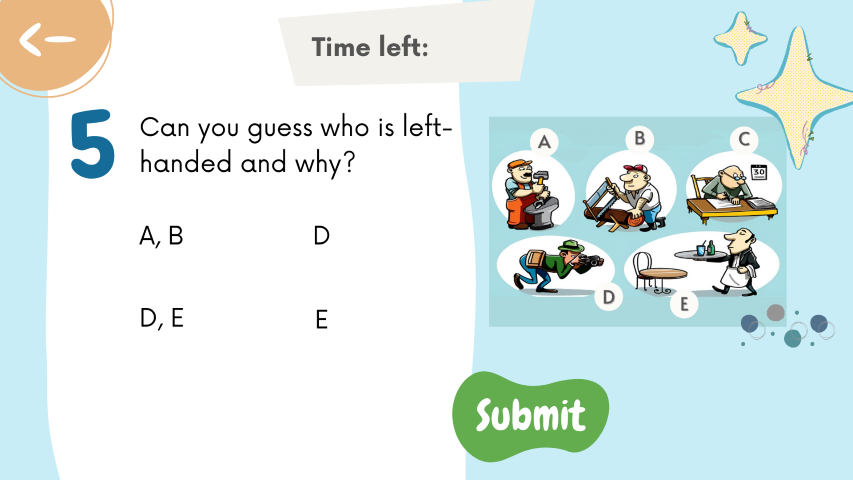 Time left:
5
Can you guess who is left-
handed and why?
A, B
D
D, E
E
A
B
C
30
D
E
Submit